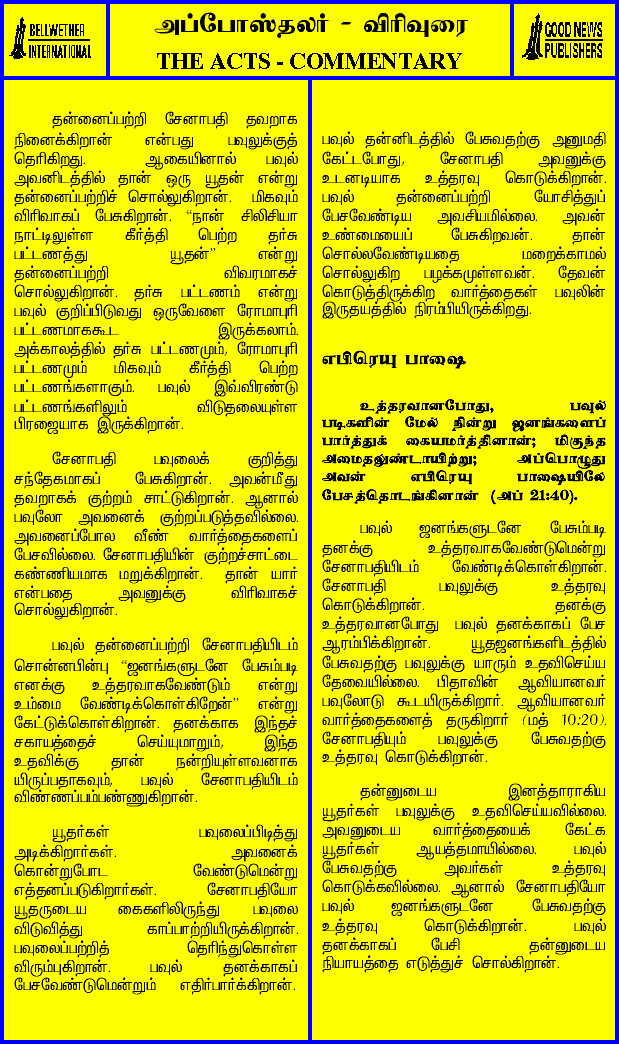 BELLWETHER
INTERNATIONAL
அப்போஸ்தலர் - விரிவுரை
THE ACTS - COMMENTARY
GOOD NEWS
PUBLISHERS
தன்னைப்பற்றி சேனாபதி தவறாக
நினைக்கிறான் என்பது பவுலுக்குத்
தெரிகிறது. ஆகையினால் பவுல்
அவனிடத்தில் தான் ஒரு யூதன் என்று
தன்னைப்பற்றிச் சொல்லுகிறான். மிகவும்
விரிவாகப் பேசுகிறான். “நான் சிலிசியா
நாட்டிலுள்ள கீர்த்தி பெற்ற தர்சு
பட்டணத்து யூதன்” என்று
தன்னைப்பற்றி விவரமாகச்
சொல்லுகிறான். தர்சு பட்டணம் என்று
பவுல் குறிப்பிடுவது ஒருவேளை ரோமாபுரி
பட்டணமாககூட இருக்கலாம்.
அக்காலத்தில் தர்சு பட்டணமும், ரோமாபுரி
பட்டணமும் மிகவும் கீர்த்தி பெற்ற
பட்டணங்களாகும். பவுல் இவ்விரண்டு
பட்டணங்களிலும் விடுதலையுள்ள
பிரஜையாக இருக்கிறான்.
சேனாபதி பவுலைக் குறித்து
சந்தேகமாகப் பேசுகிறான். அவன்மீது
தவறாகக் குற்றம் சாட்டுகிறான். ஆனால்
பவுலோ அவனைக் குற்றப்படுத்தவில்லை.
அவனைப்போல வீண் வார்த்தைகளைப்
பேசவில்லை. சேனாபதியின் குற்றச்சாட்டை
கண்ணியமாக மறுக்கிறான். தான் யார்
என்பதை அவனுக்கு விரிவாகச்
சொல்லுகிறான்.
பவுல் தன்னைப்பற்றி சேனாபதியிடம்
சொன்னபின்பு “ஜனங்களுடனே பேசும்படி
எனக்கு உத்தரவாகவேண்டும் என்று
உம்மை வேண்டிக்கொள்கிறேன்” என்று
கேட்டுக்கொள்கிறான். தனக்காக இந்தச்
சகாயத்தைச் செய்யுமாறும், இந்த
உதவிக்கு தான் நன்றியுள்ளவனாக
யிருப்பதாகவும், பவுல் சேனாபதியிடம்
விண்ணப்பம்பண்ணுகிறான்.
யூதர்கள் பவுலைப்பிடித்து
அடிக்கிறார்கள். அவனைக்
கொன்றுபோட வேண்டுமென்று
எத்தனப்படுகிறார்கள். சேனாபதியோ
யூதருடைய கைகளிலிருந்து பவுலை
விடுவித்து காப்பாற்றியிருக்கிறான்.
பவுலைப்பற்றித் தெரிந்துகொள்ள
விரும்புகிறான். பவுல் தனக்காகப்
பேசவேண்டுமென்றும் எதிர்பார்க்கிறான்.
பவுல் தன்னிடத்தில் பேசுவதற்கு அனுமதி
கேட்டபோது, சேனாபதி அவனுக்கு
உடனடியாக உத்தரவு கொடுக்கிறான்.
பவுல் தன்னைப்பற்றி யோசித்துப்
பேசவேண்டிய அவசியமில்லை. அவன்
உண்மையைப் பேசுகிறவன். தான்
சொல்லவேண்டியதை மறைக்காமல்
சொல்லுகிற பழக்கமுள்ளவன். தேவன்
கொடுத்திருக்கிற வார்த்தைகள் பவுலின்
இருதயத்தில் நிரம்பியிருக்கிறது.
எபிரெயு பாஷை
உத்தரவானபோது, பவுல்
படிகளின் மேல் நின்று ஜனங்களைப்
பார்த்துக் கையமர்த்தினான்; மிகுந்த
அமைதலுண்டாயிற்று; அப்பொழுது
அவன் எபிரெயு பாஷையிலே
பேசத்தொடங்கினான் (அப் 21:40).
பவுல் ஜனங்களுடனே பேசும்படி
தனக்கு உத்தரவாகவேண்டுமென்று
சேனாபதியிடம் வேண்டிக்கொள்கிறான்.
சேனாபதி பவுலுக்கு உத்தரவு
கொடுக்கிறான். தனக்கு
உத்தரவானபோது பவுல் தனக்காகப் பேச
ஆரம்பிக்கிறான். யூதஜனங்களிடத்தில்
பேசுவதற்கு பவுலுக்கு யாரும் உதவிசெய்ய
தேவையில்லை. பிதாவின் ஆவியானவர்
பவுலோடு கூடயிருக்கிறார். ஆவியானவர்
வார்த்தைகளைத் தருகிறார் (மத் 10:20).
சேனாபதியும் பவுலுக்கு பேசுவதற்கு
உத்தரவு கொடுக்கிறான்.
தன்னுடைய இனத்தாராகிய
யூதர்கள் பவுலுக்கு உதவிசெய்யவில்லை.
அவனுடைய வார்த்தையைக் கேட்க
யூதர்கள் ஆயத்தமாயில்லை. பவுல்
பேசுவதற்கு அவர்கள் உத்தரவு
கொடுக்கவில்லை. ஆனால் சேனாபதியோ
பவுல் ஜனங்களுடனே பேசுவதற்கு
உத்தரவு கொடுக்கிறான். பவுல்
தனக்காகப் பேசி தன்னுடைய
நியாயத்தை எடுத்துச் சொல்கிறான்.